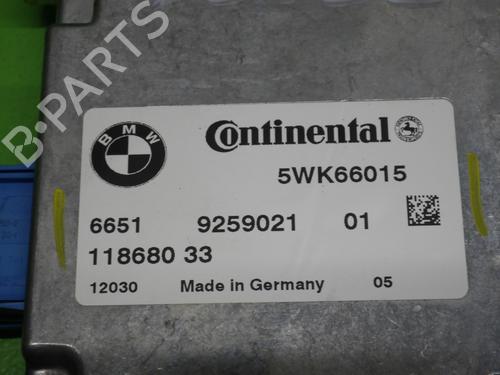 B-PARTS
BMW
Continental
5WK66015
6651 9259021 01
118680 33
12030 Made in Germany 05